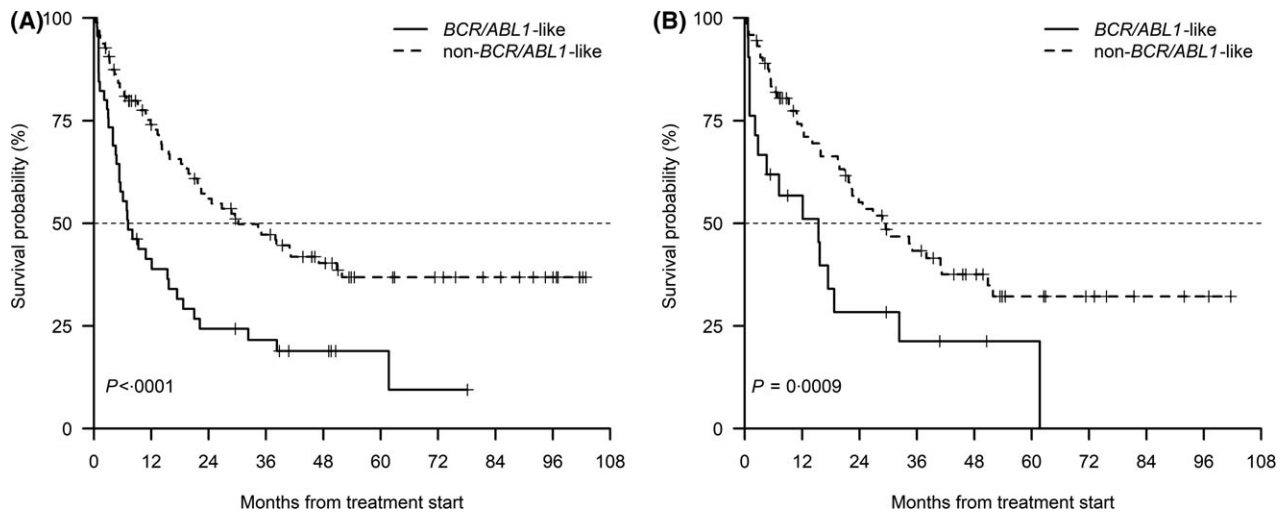 (A)
BCR/ABL1-like
non-BCR/ABL1-like
Survival probability (%)
100
75
50
25
0
P<·0001
0 12 24 36 48 60 72 84 96 108
Months from treatment start
(B)
BCR/ABL1-like
non-BCR/ABL1-like
Survival probability (%)
100
75
50
25
0
P = 0·0009
0 12 24 36 48 60 72 84 96 108
Months from treatment start